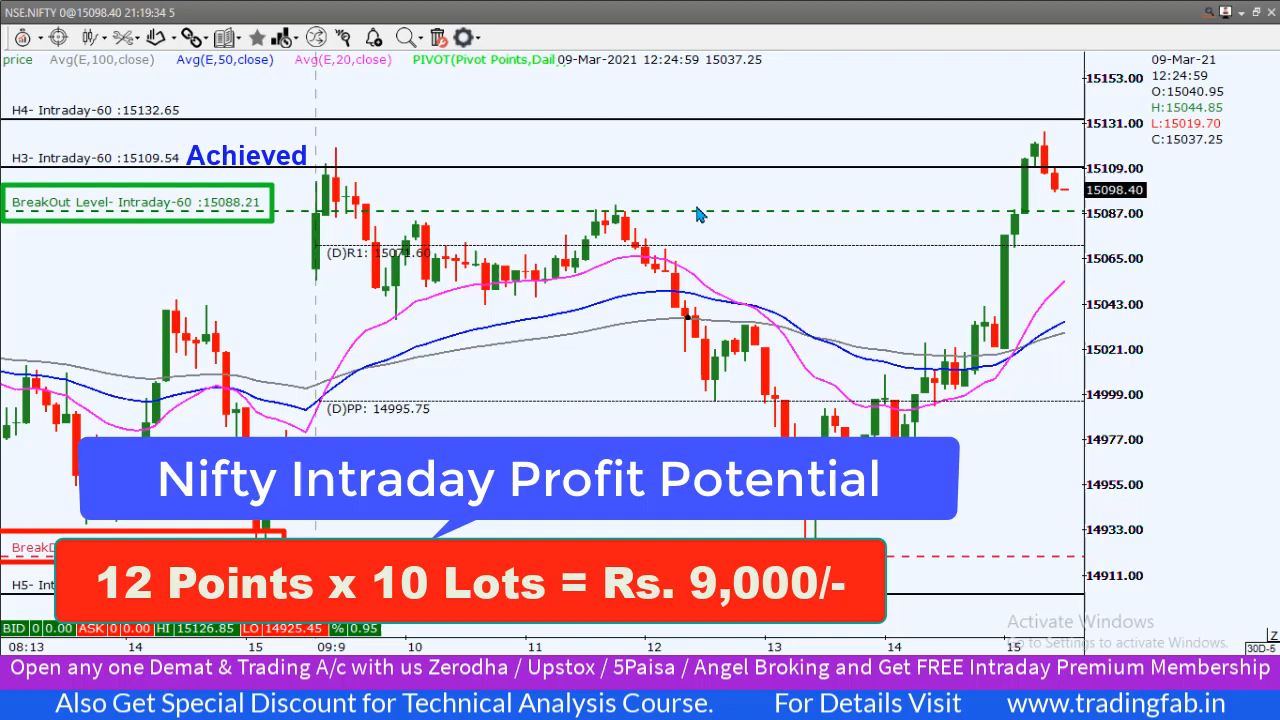 NSE.NIFTY 0@15098.40 21:19:34 5
price Avg(E,100,close) Avg(E,50,close) Avg(E,20,close) PIVOT(Pivot Points,Dail 09-Mar-2021 12:24:59 15037.25
09-Mar-21
12:24:59
O:15040.95
H:15044.85
L:15019.70
C:15037.25
15153.00
H4- Intraday-60 :15132.65
15131.00
H3- Intraday-60 :15109.54 Achieved
15109.00
15098.40
BreakOut Level- Intraday-60 :15088.21
15087.00
(D)R1: 15071.60
15065.00
15043.00
15021.00
14999.00
(D)PP: 14995.75
14977.00
Nifty Intraday Profit Potential
14955.00
14933.00
BreakD
14911.00
H5- Int
12 Points x 10 Lots = Rs. 9,000/-
Activate Windows
Go to Settings to activate Windows.
BID 0 0.00 ASK 0 0.00 HI 15126.85 LO 14925.45 % 0.95
08:13 14 15 09:9 10 11 12 13 14 15 30D-5
Z
Open any one Demat & Trading A/c with us Zerodha / Upstox / 5Paisa / Angel Broking and Get FREE Intraday Premium Membership
Also Get Special Discount for Technical Analysis Course. For Details Visit www.tradingfab.in